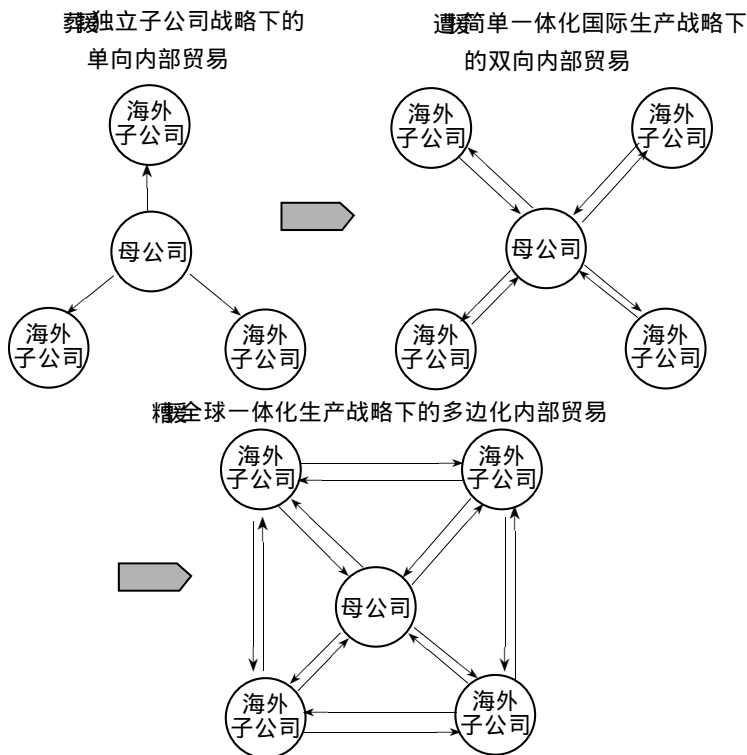 独立子公司战略下的
单向内部贸易
海外
子公司
母公司
海外
子公司
海外
子公司
简单一体化国际生产战略下
的双向内部贸易
海外
子公司
海外
子公司
母公司
海外
子公司
海外
子公司
全球一体化生产战略下的多边化内部贸易
海外
子公司
海外
子公司
母公司
海外
子公司
海外
子公司